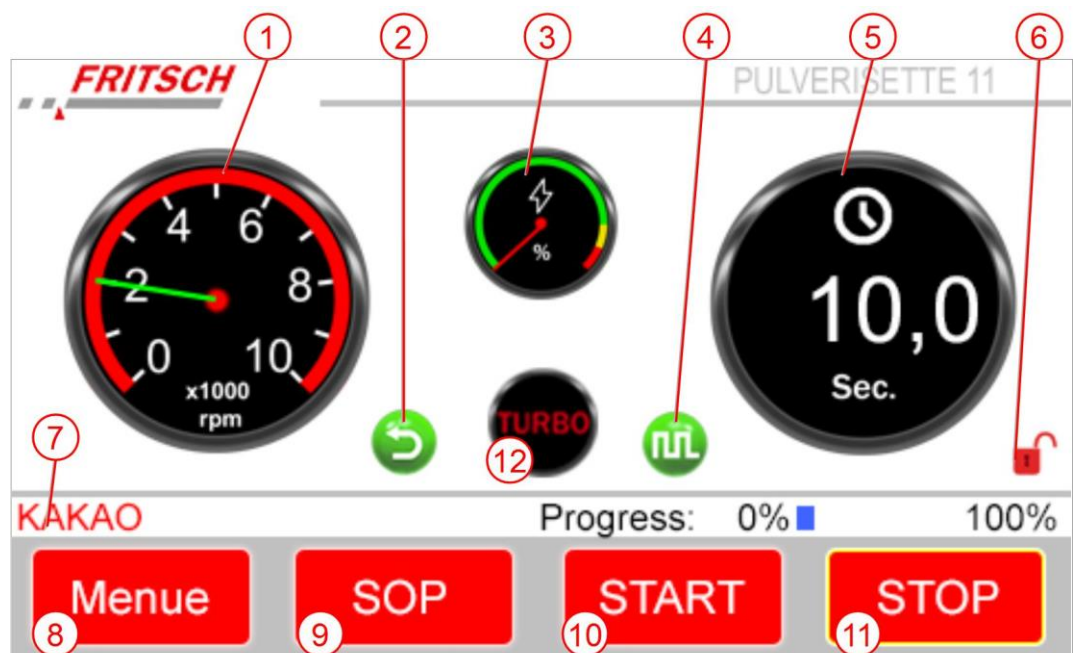 1 2 3 4 5 6
FRITSCH
PULVERISETTE 11
0 2 4 6 8 10
x1000
rpm
%
10,0
Sec.
TURBO
7
12
KAKAO
Progress: 0% 100%
Menue SOP START STOP
8 9 10 11